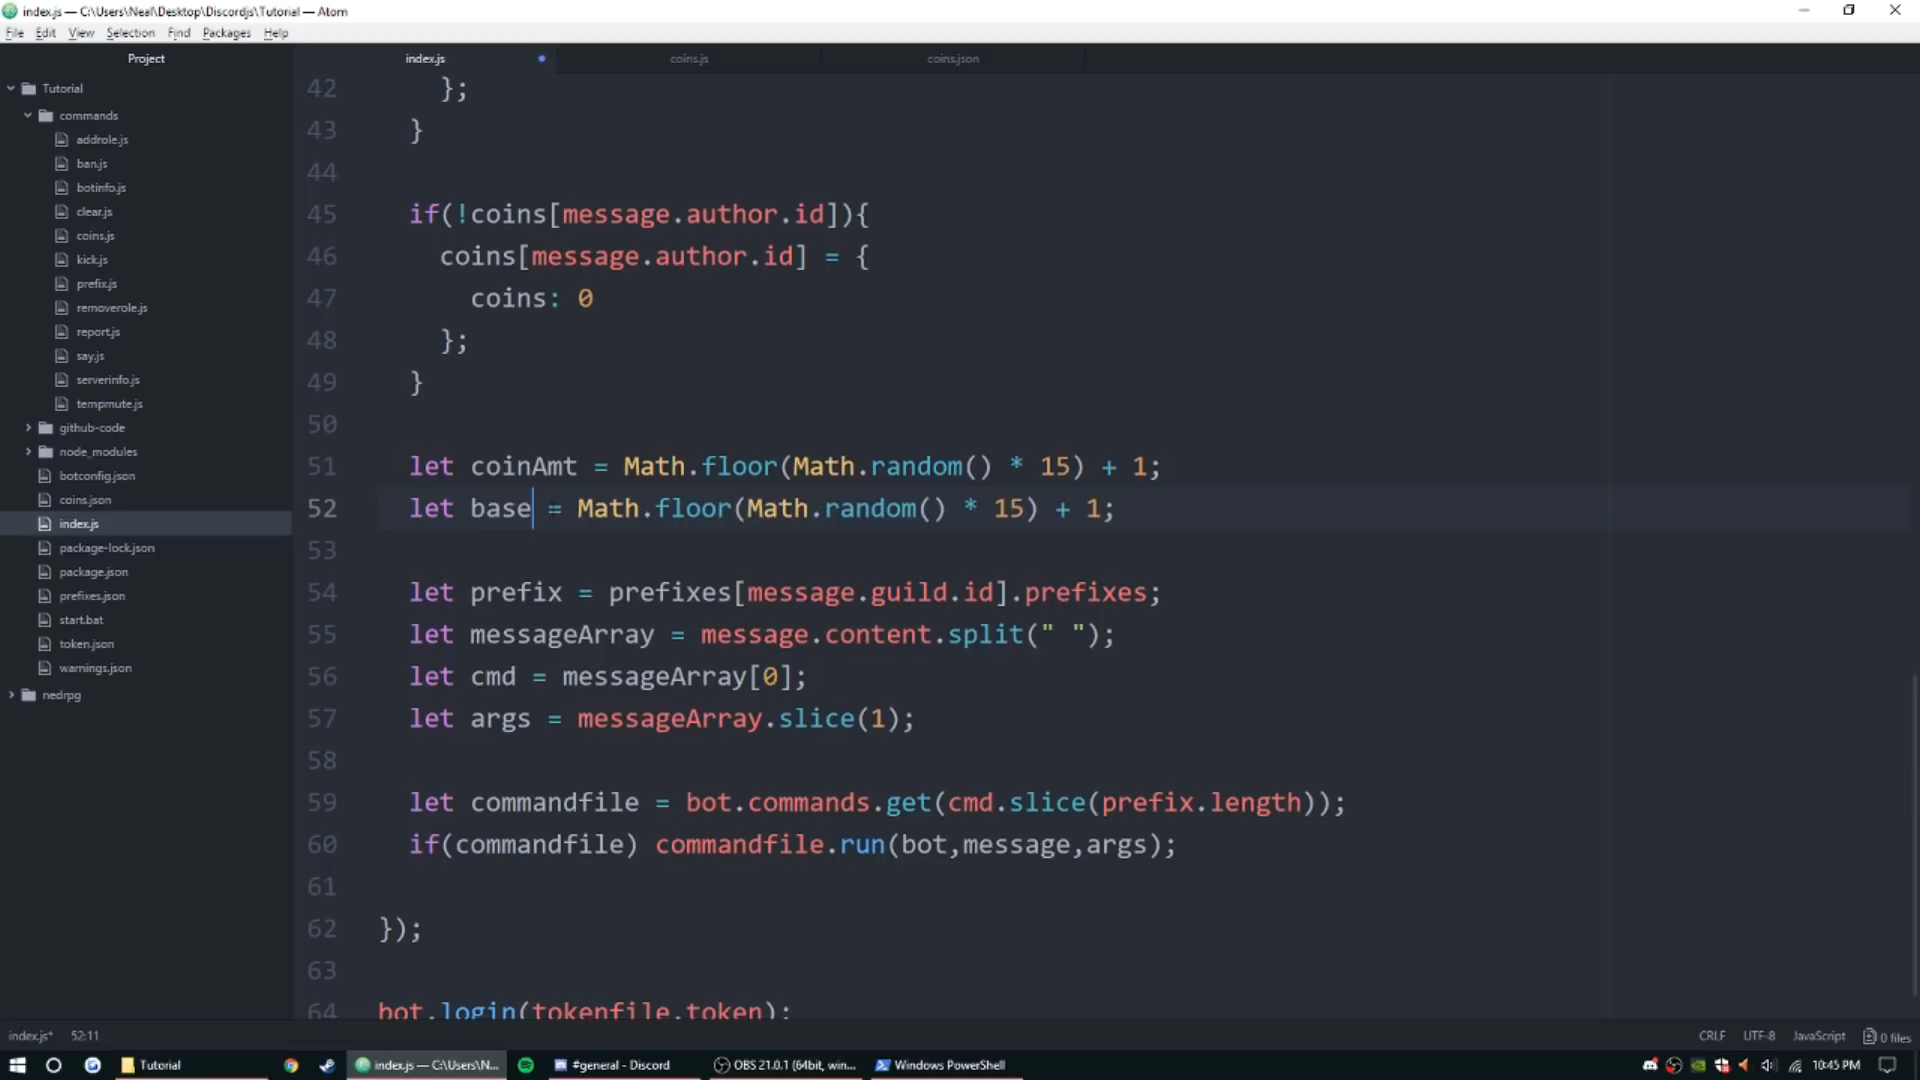 index.js — C:\Users\Neal\Desktop\Discordjs\Tutorial — Atom
File Edit View Selection Find Packages Help
Project
index.js
coins.js
coins.json
Tutorial
commands
addrole.js
ban.js
botinfo.js
clear.js
coins.js
kick.js
prefix.js
removerole.js
report.js
say.js
serverinfo.js
tempmute.js
github-code
node_modules
botconfig.json
coins.json
index.js
package-lock.json
package.json
prefixes.json
start.bat
token.json
warnings.json
nedrpg
42 };
43 }
44
45 if(!coins[message.author.id]){
46 coins[message.author.id] = {
47 coins: 0
48 };
49 }
50
51 let coinAmt = Math.floor(Math.random() * 15) + 1;
52 let base = Math.floor(Math.random() * 15) + 1;
53
54 let prefix = prefixes[message.guild.id].prefixes;
55 let messageArray = message.content.split(" ");
56 let cmd = messageArray[0];
57 let args = messageArray.slice(1);
58
59 let commandfile = bot.commands.get(cmd.slice(prefix.length));
60 if(commandfile) commandfile.run(bot,message,args);
61
62 });
63
64 bot.login(tokenfile.token);
index.js* 52:11 CRLF UTF-8 JavaScript 0 files
Tutorial index.js — C:\Users\N... #general - Discord OBS 21.0.1 (64bit, win... Windows PowerShell 10:45 PM